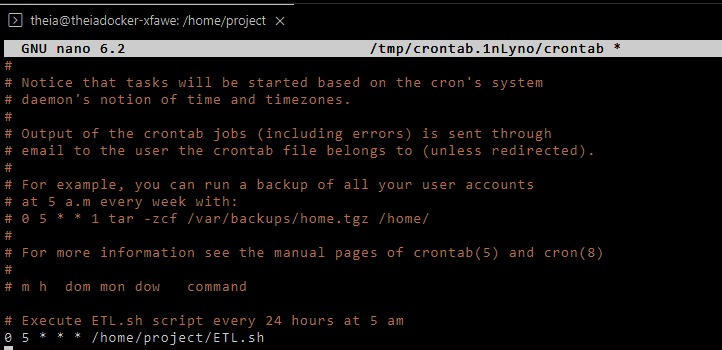 theia@theiadocker-xfawe: /home/project ×
GNU nano 6.2 /tmp/crontab.1nLyno/crontab *
#
# Notice that tasks will be started based on the cron's system
# daemon's notion of time and timezones.
#
# Output of the crontab jobs (including errors) is sent through
# email to the user the crontab file belongs to (unless redirected).
#
# For example, you can run a backup of all your user accounts
# at 5 a.m every week with:
# 0 5 * * 1 tar -zcf /var/backups/home.tgz /home/
#
# For more information see the manual pages of crontab(5) and cron(8)
#
# m h  dom mon dow   command

# Execute ETL.sh script every 24 hours at 5 am
0 5 * * * /home/project/ETL.sh